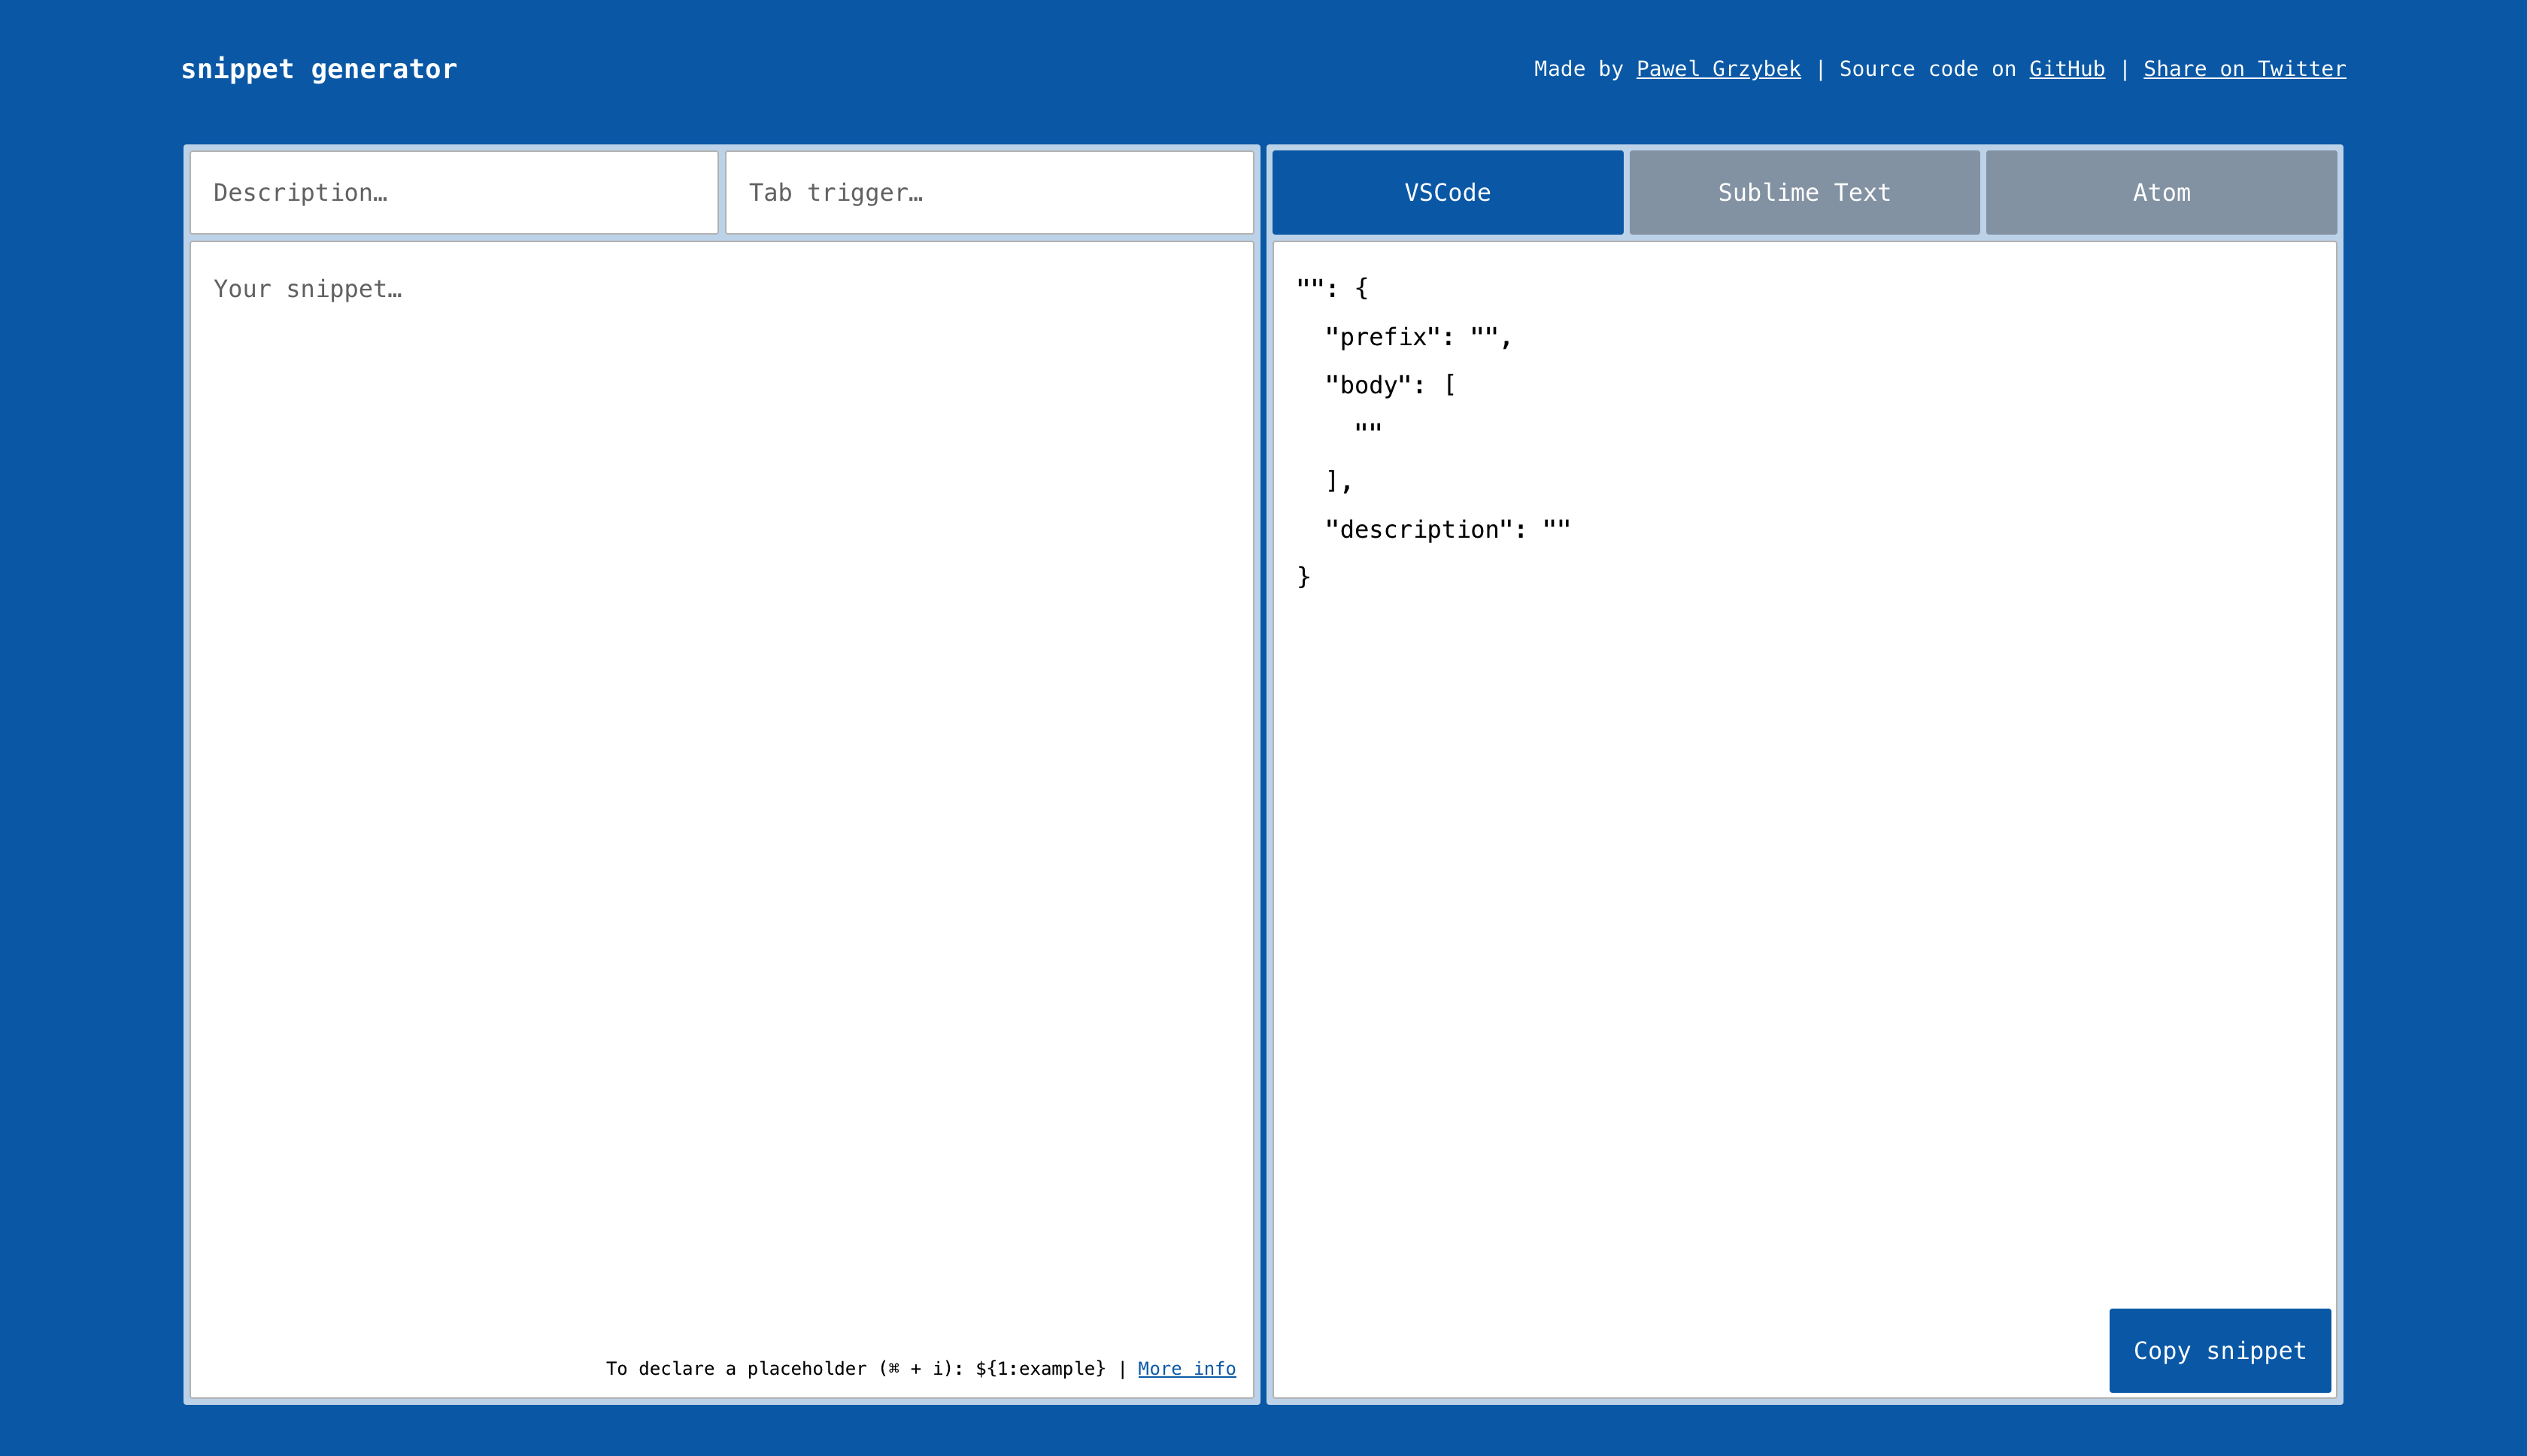 snippet generator
Made by Pawel Grzybek | Source code on GitHub | Share on Twitter
Description…
Tab trigger…
Your snippet…
To declare a placeholder (⌘ + i): ${1:example} | More info
VSCode
Sublime Text
Atom
"": {
  "prefix": "",
  "body": [
    ""
  ],
  "description": ""
}
Copy snippet